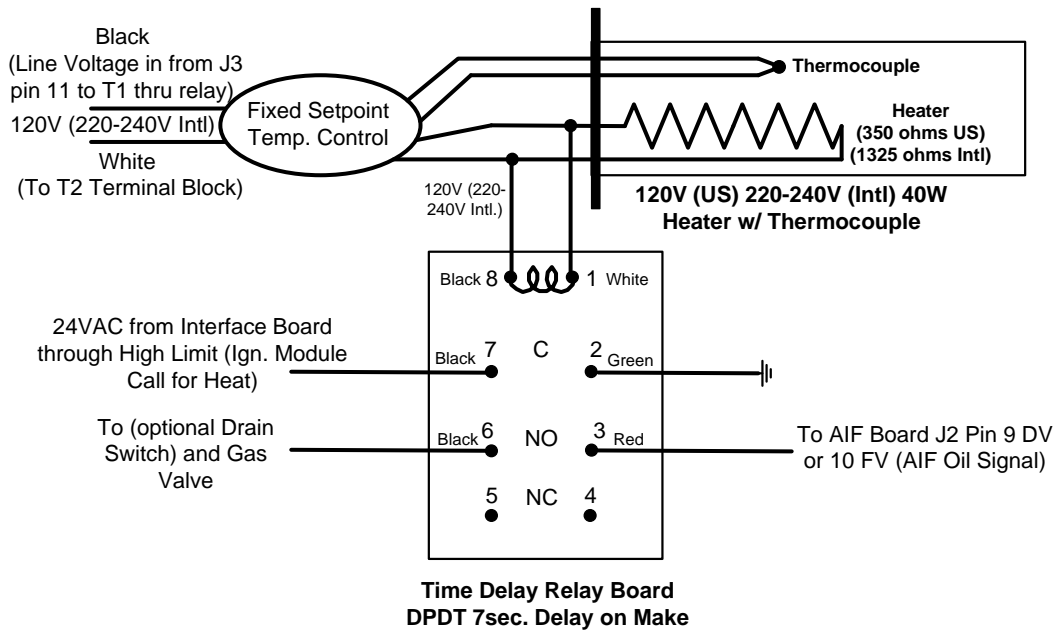 Black
(Line Voltage in from J3
pin 11 to T1 thru relay)
120V (220-240V Intl)
White
(To T2 Terminal Block)
Fixed Setpoint
Temp. Control
Thermocouple
Heater
(350 ohms US)
(1325 ohms Intl)
120V (US) 220-240V (Intl) 40W
Heater w/ Thermocouple
120V (220-
240V Intl.)
Black 8 1 White
24VAC from Interface Board
through High Limit (Ign. Module
Call for Heat)
Black 7 C 2 Green
To (optional Drain
Switch) and Gas
Valve
Black 6 NO 3 Red
To AIF Board J2 Pin 9 DV
or 10 FV (AIF Oil Signal)
5 NC 4
Time Delay Relay Board
DPDT 7sec. Delay on Make